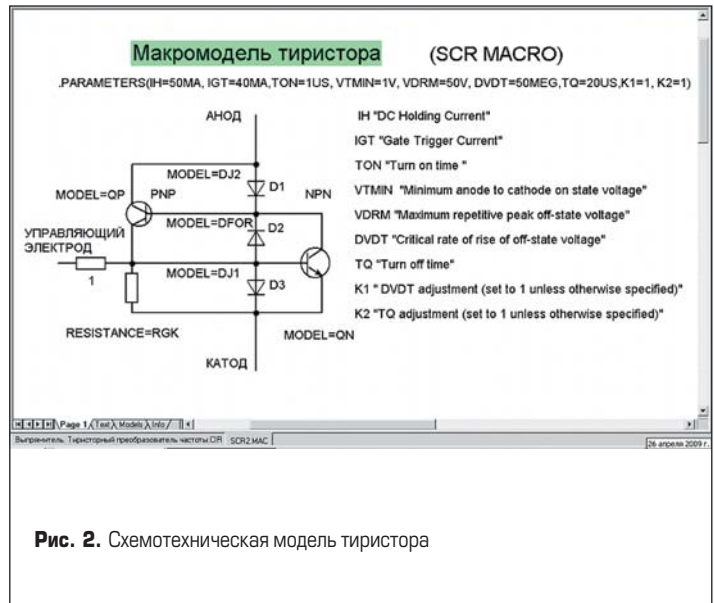 Макромодель тиристора (SCR MACRO)
.PARAMETERS(IH=50MA, IGT=40MA,TON=1US, VTMIN=1V, VDRM=50V, DVDT=50MEG,TQ=20US,K1=1, K2=1)
АНОД
MODEL=DJ2
D1
MODEL=QP
PNP
NPN
MODEL=DFOR
D2
УПРАВЛЯЮЩИЙ
ЭЛЕКТРОД
1
MODEL=DJ1
D3
RESISTANCE=RGK
MODEL=QN
КАТОД
IH "DC Holding Current"
IGT "Gate Trigger Current"
TON "Turn on time "
VTMIN "Minimum anode to cathode on state voltage"
VDRM "Maximum repetitive peak off-state voltage"
DVDT "Critical rate of rise of off-state voltage"
TQ "Turn off time"
K1 " DVDT adjustment (set to 1 unless otherwise specified)"
K2 "TQ adjustment (set to 1 unless otherwise specified)"
Page 1 Text Models Info
Выпрямитель. Тиристорный преобразователь частоты.CIR SCR2.MAC
26 апреля 2009 г.
Рис. 2. Схемотехническая модель тиристора